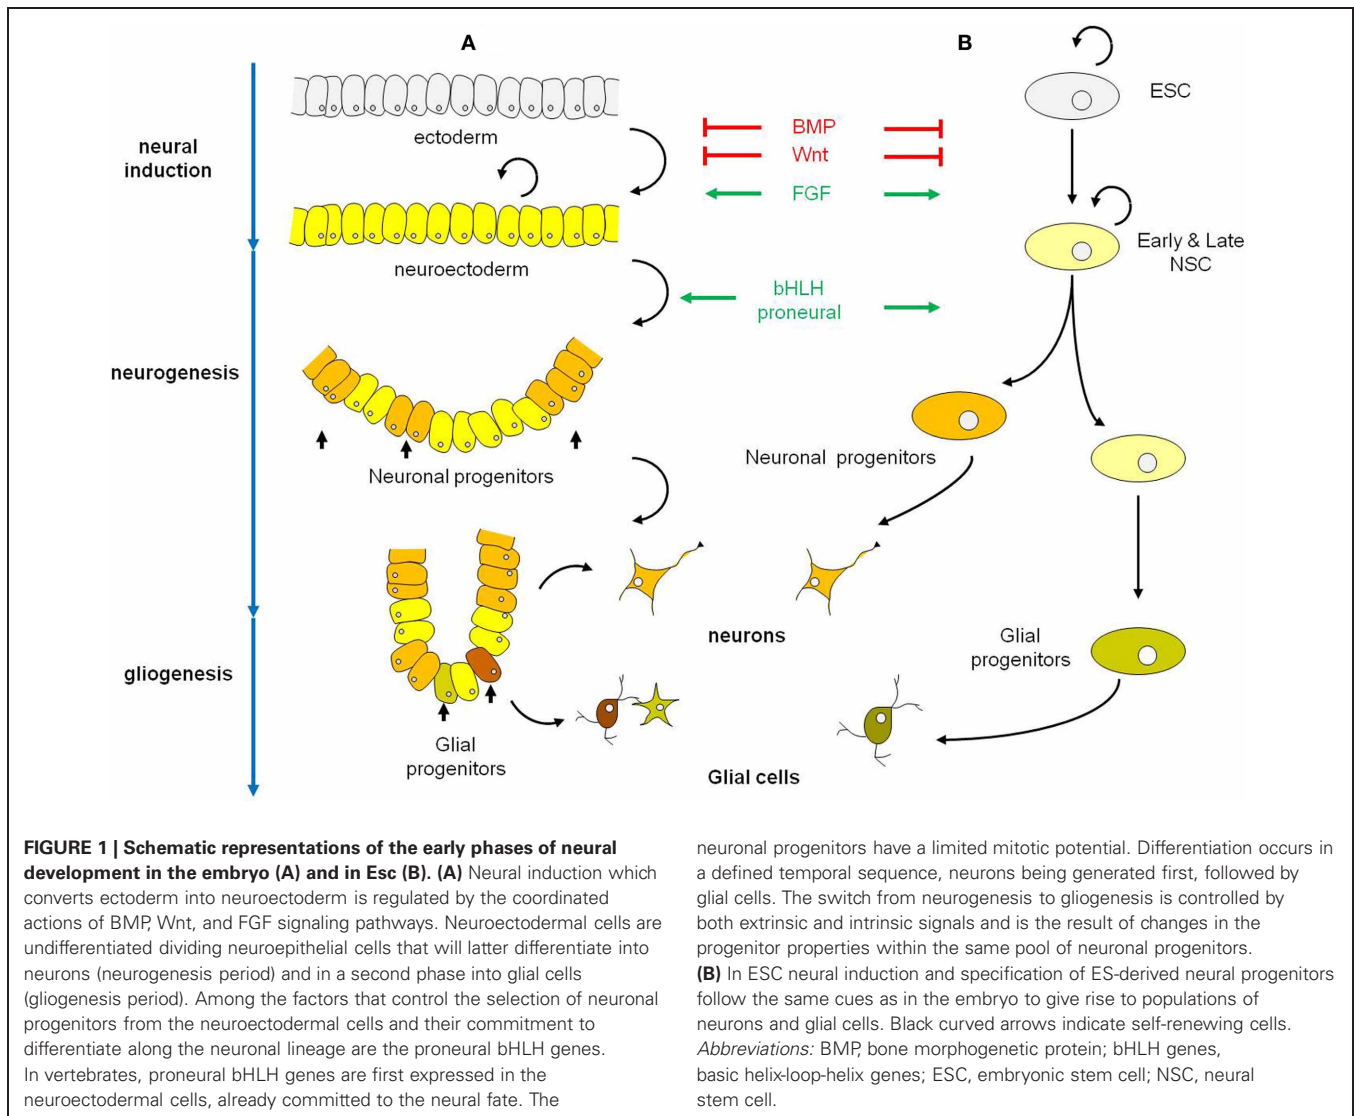 A
B
ESC
BMP
Wnt
FGF
ectoderm
neural
induction
Early & Late
NSC
neuroectoderm
bHLH
proneural
neurogenesis
Neuronal progenitors
Neuronal progenitors
neurons
Glial
progenitors
gliogenesis
Glial
progenitors
Glial cells
FIGURE 1 | Schematic representations of the early phases of neural
development in the embryo (A) and in Esc (B). (A) Neural induction which
converts ectoderm into neuroectoderm is regulated by the coordinated
actions of BMP, Wnt, and FGF signaling pathways. Neuroectodermal cells are
undifferentiated dividing neuroepithelial cells that will latter differentiate into
neurons (neurogenesis period) and in a second phase into glial cells
(gliogenesis period). Among the factors that control the selection of neuronal
progenitors from the neuroectodermal cells and their commitment to
differentiate along the neuronal lineage are the proneural bHLH genes.
In vertebrates, proneural bHLH genes are first expressed in the
neuroectodermal cells, already committed to the neural fate. The
neuronal progenitors have a limited mitotic potential. Differentiation occurs in
a defined temporal sequence, neurons being generated first, followed by
glial cells. The switch from neurogenesis to gliogenesis is controlled by
both extrinsic and intrinsic signals and is the result of changes in the
progenitor properties within the same pool of neuronal progenitors.
(B) In ESC neural induction and specification of ES-derived neural progenitors
follow the same cues as in the embryo to give rise to populations of
neurons and glial cells. Black curved arrows indicate self-renewing cells.
Abbreviations: BMP, bone morphogenetic protein; bHLH genes,
basic helix-loop-helix genes; ESC, embryonic stem cell; NSC, neural
stem cell.